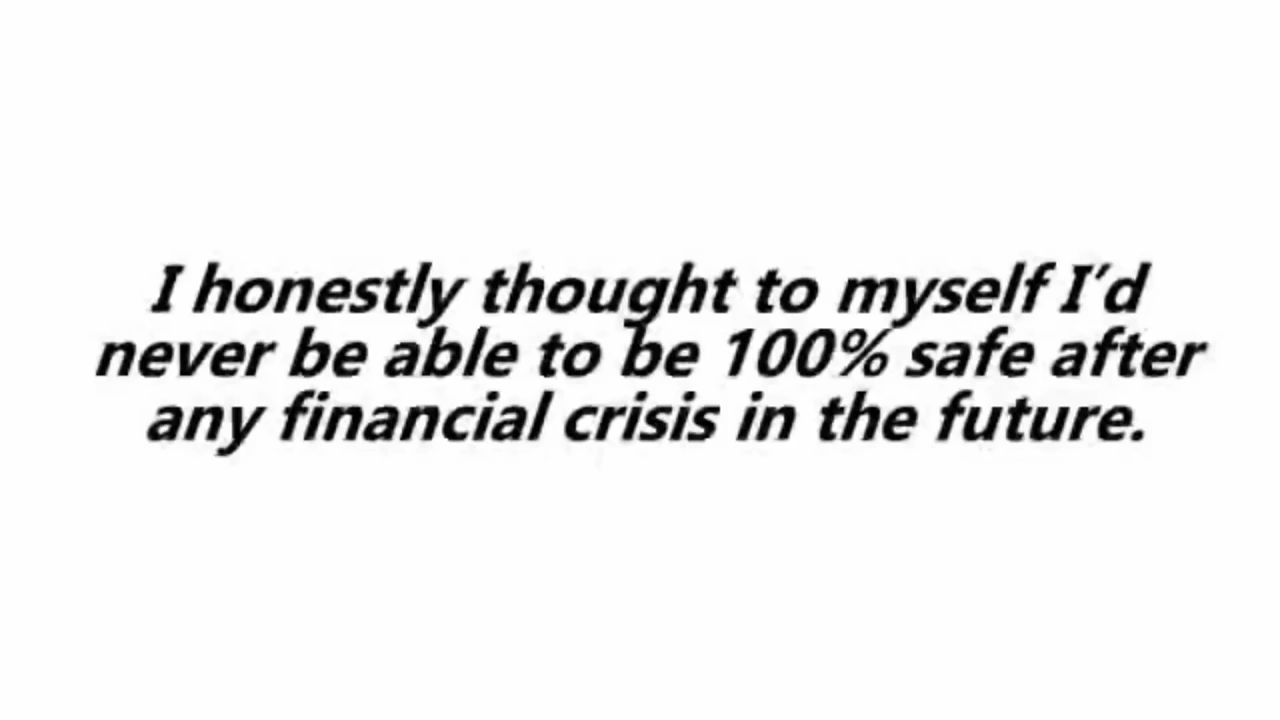 I honestly thought to myself I’d
never be able to be 100% safe after
any financial crisis in the future.